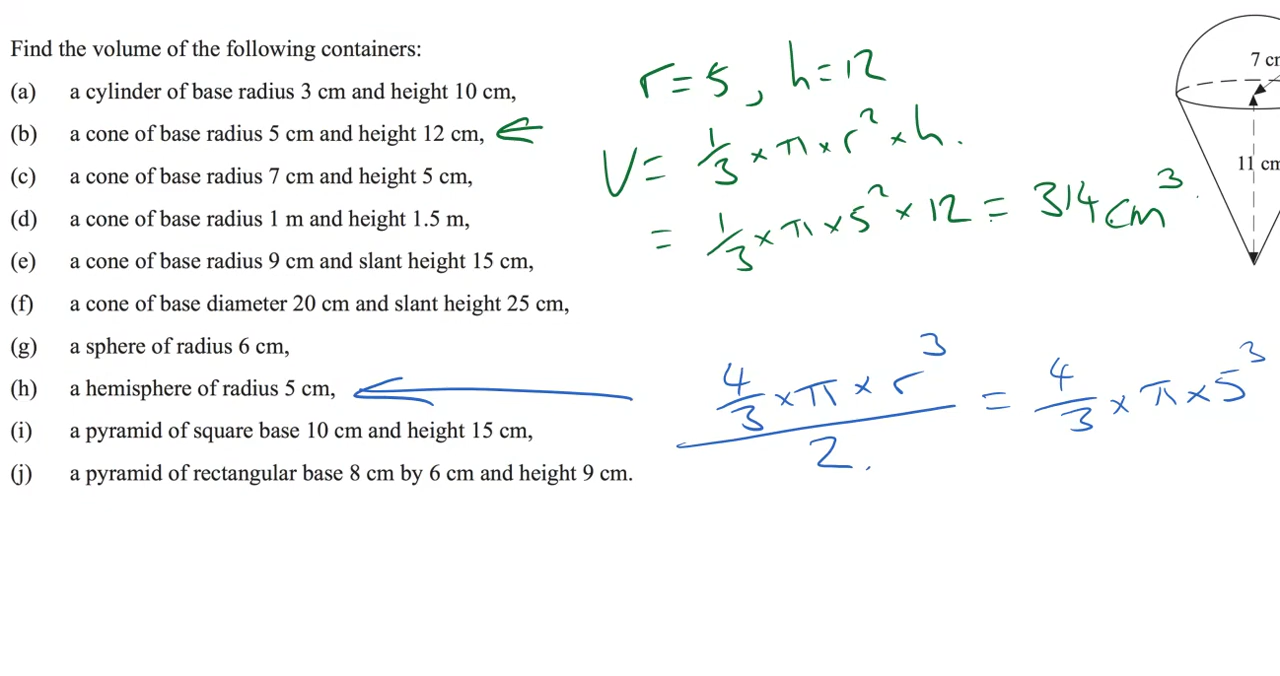 Find the volume of the following containers:
(a) a cylinder of base radius 3 cm and height 10 cm,
(b) a cone of base radius 5 cm and height 12 cm,
(c) a cone of base radius 7 cm and height 5 cm,
(d) a cone of base radius 1 m and height 1.5 m,
(e) a cone of base radius 9 cm and slant height 15 cm,
(f) a cone of base diameter 20 cm and slant height 25 cm,
(g) a sphere of radius 6 cm,
(h) a hemisphere of radius 5 cm,
(i) a pyramid of square base 10 cm and height 15 cm,
(j) a pyramid of rectangular base 8 cm by 6 cm and height 9 cm.
r = 5 , h = 12
V = 1/3 × π × r² × h.
= 1/3 × π × 5² × 12 = 314 cm³
4/3 × π × r³ / 2. = 4/3 × π × 5³
7 cm
11 cm